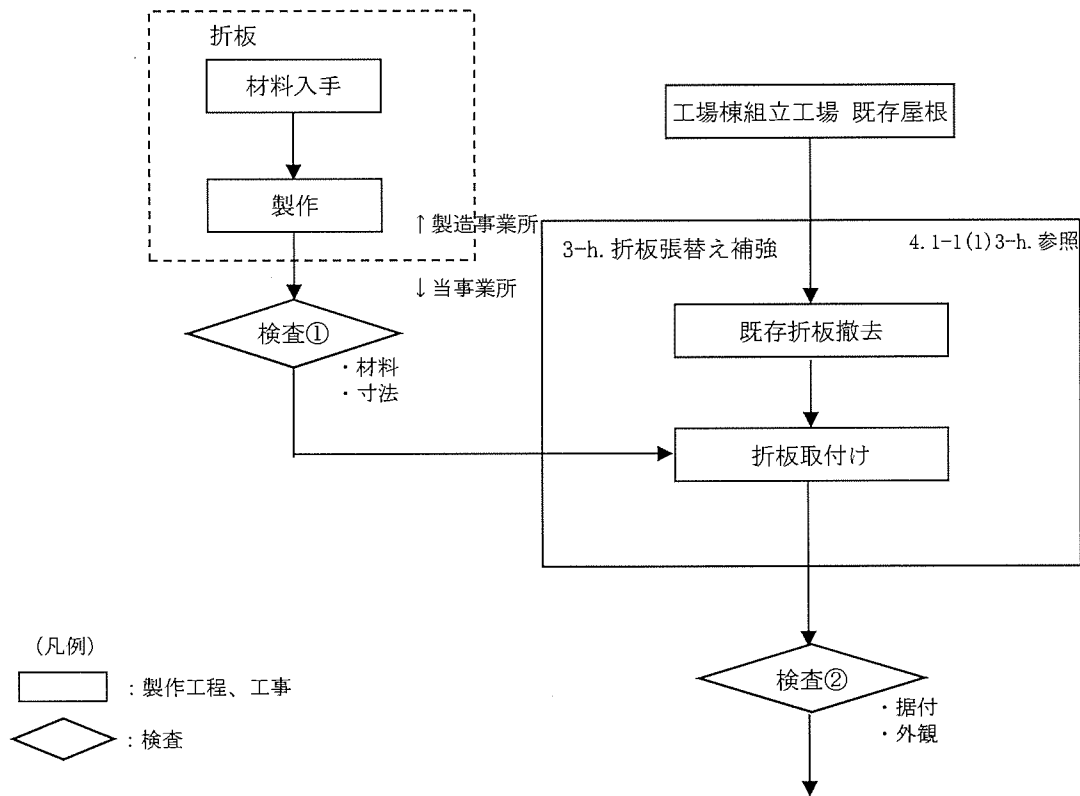 折板
材料入手
製作
↑製造事業所
↓当事業所
検査①
・材料
・寸法
工場棟組立工場 既存屋根
3-h.折板張替え補強
4.1-1(1)3-h.参照
既存折板撤去
折板取付け
検査②
・据付
・外観
(凡例)
：製作工程、工事
：検査